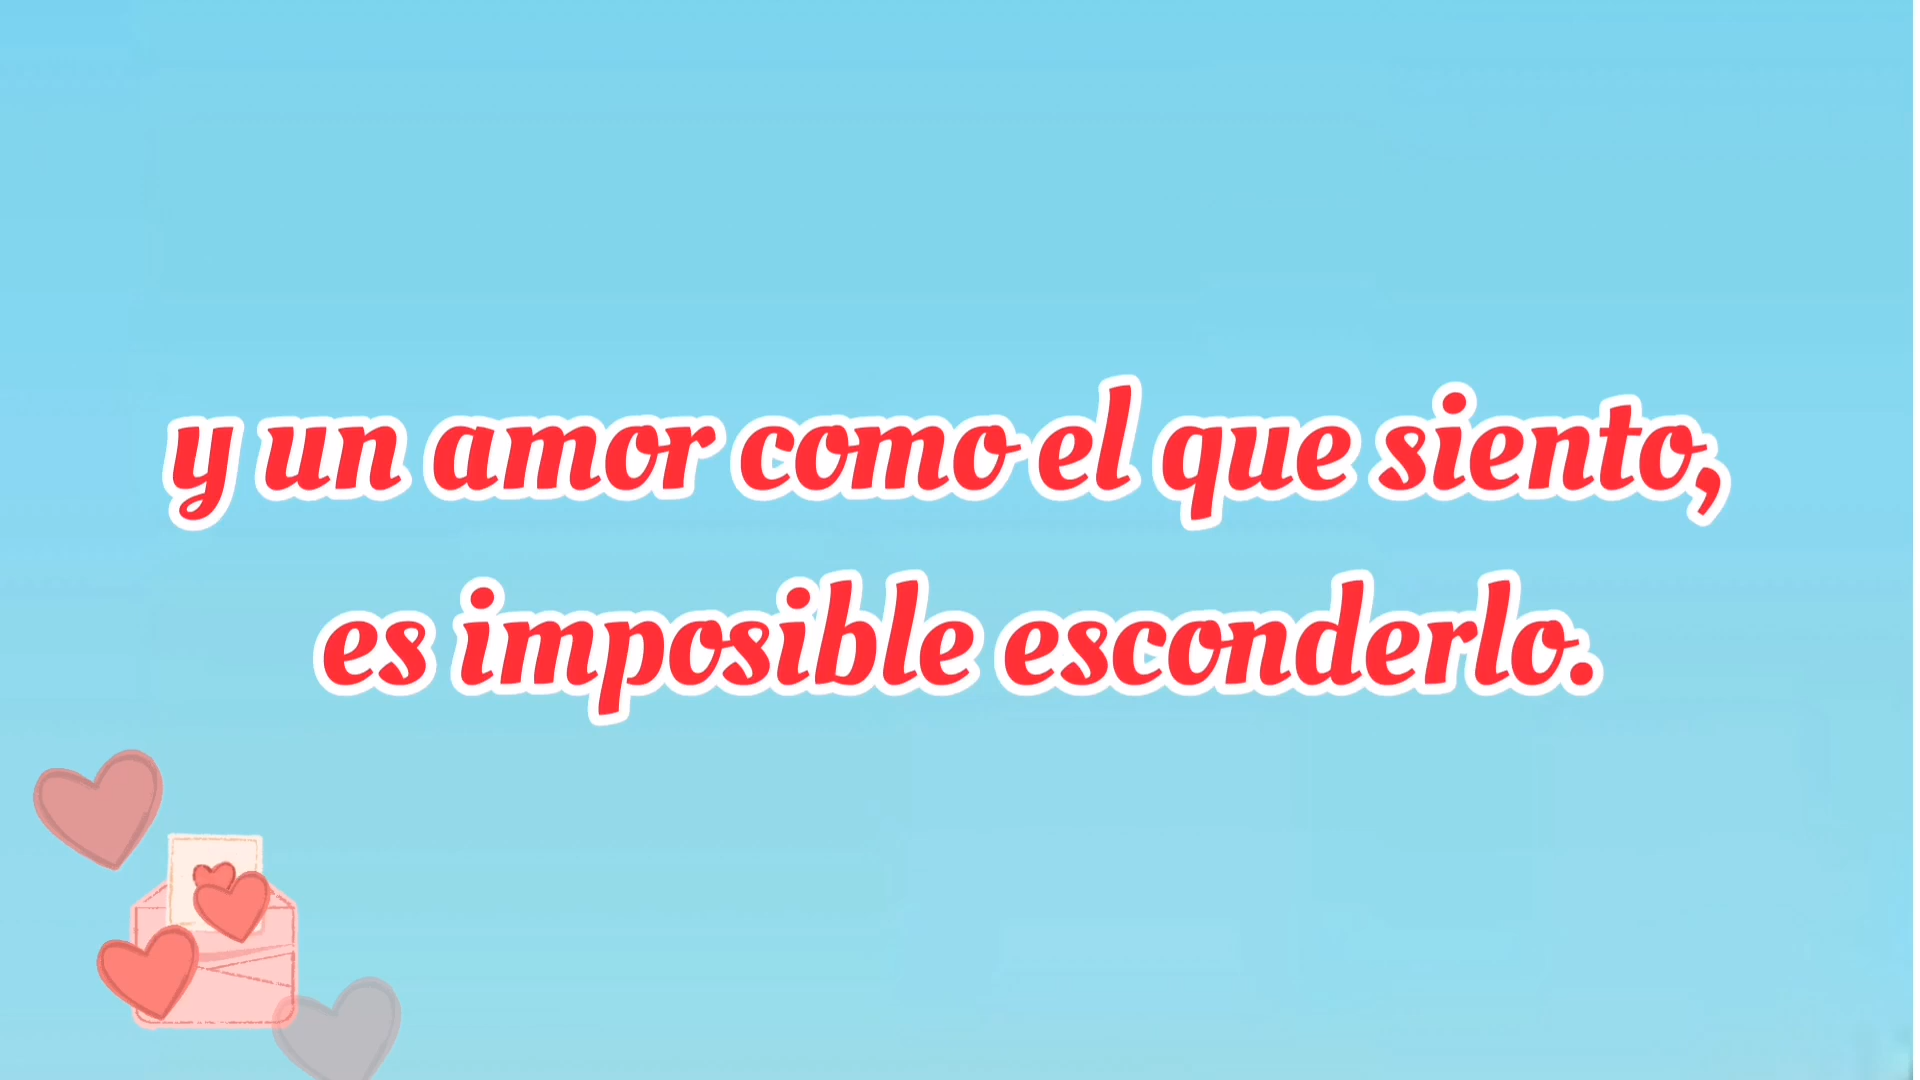 y un amor como el que siento,
es imposible esconderlo.